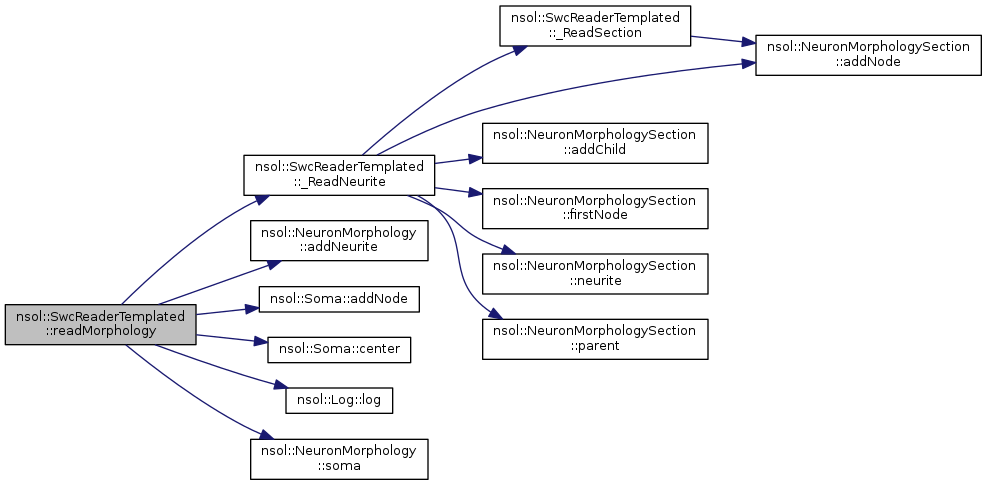 nsol::SwcReaderTemplated
::_ReadSection
nsol::NeuronMorphologySection
::addNode
nsol::NeuronMorphologySection
::addChild
nsol::SwcReaderTemplated
::_ReadNeurite
nsol::NeuronMorphologySection
::firstNode
nsol::NeuronMorphology
::addNeurite
nsol::NeuronMorphologySection
::neurite
nsol::Soma::addNode
nsol::SwcReaderTemplated
::readMorphology
nsol::NeuronMorphologySection
::parent
nsol::Soma::center
nsol::Log::log
nsol::NeuronMorphology
::soma